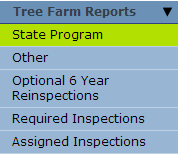 Tree Farm Reports ▼
State Program
Other
Optional 6 Year
Reinspections
Required Inspections
Assigned Inspections